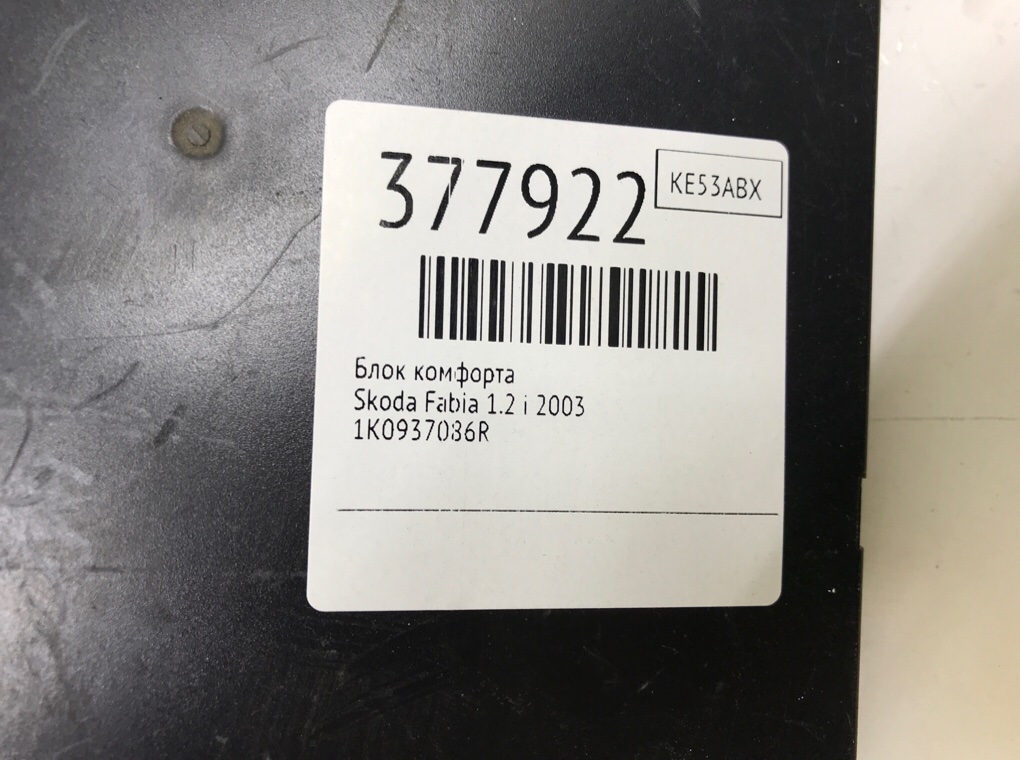 377922
KE53ABX
Блок комфорта
Skoda Fabia 1.2 i 2003
1K0937086R